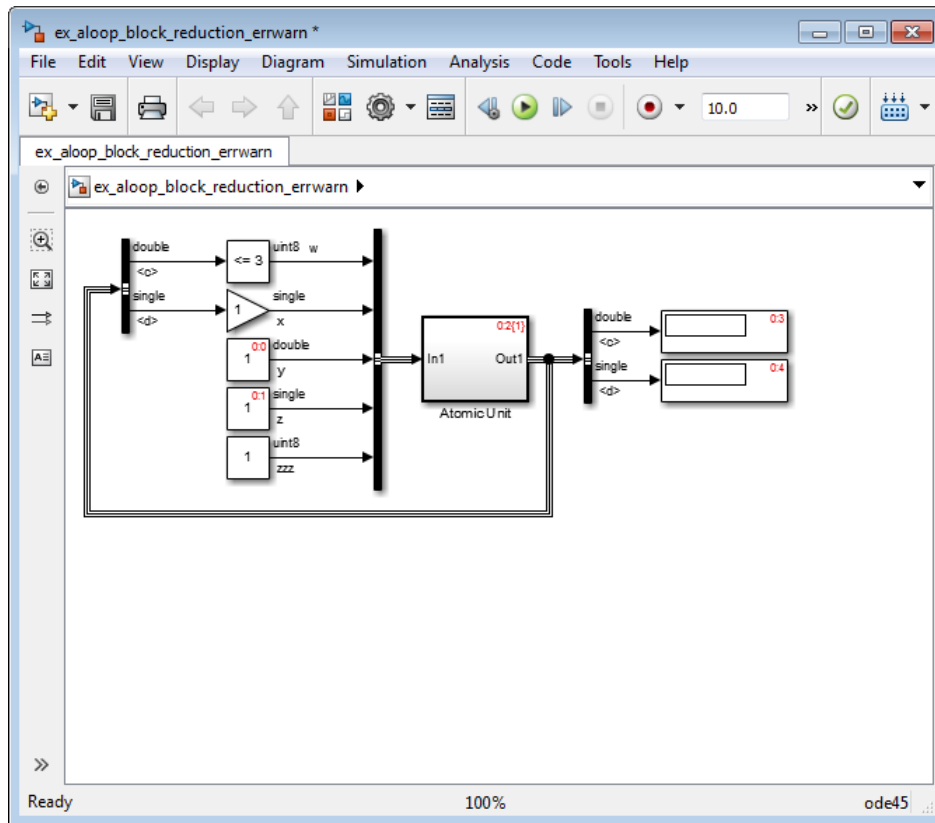 ex_aloop_block_reduction_errwarn *
File Edit View Display Diagram Simulation Analysis Code Tools Help
10.0 »
ex_aloop_block_reduction_errwarn
ex_aloop_block_reduction_errwarn
double
<c>
single
<d>
<= 3
uint8 w
1
single
x
0:0
1
double
y
0:1
1
single
z
1
uint8
zzz
0:2{1}
In1 Out1
Atomic Unit
double
<c>
single
<d>
0:3
0:4
»
Ready 100% ode45